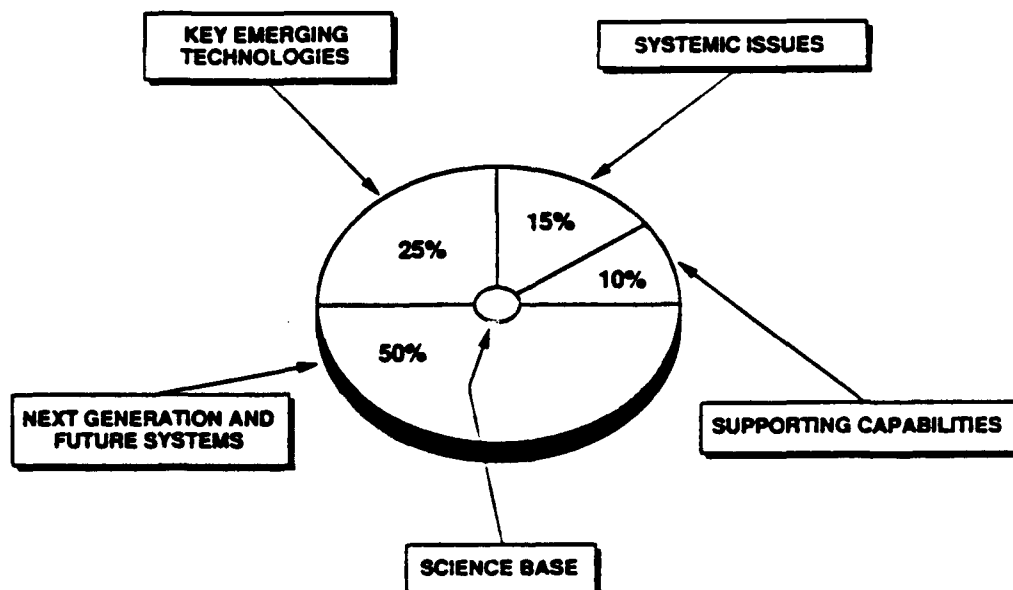 KEY EMERGING
TECHNOLOGIES
SYSTEMIC ISSUES
25%
15%
10%
50%
NEXT GENERATION AND
FUTURE SYSTEMS
SUPPORTING CAPABILITIES
SCIENCE BASE